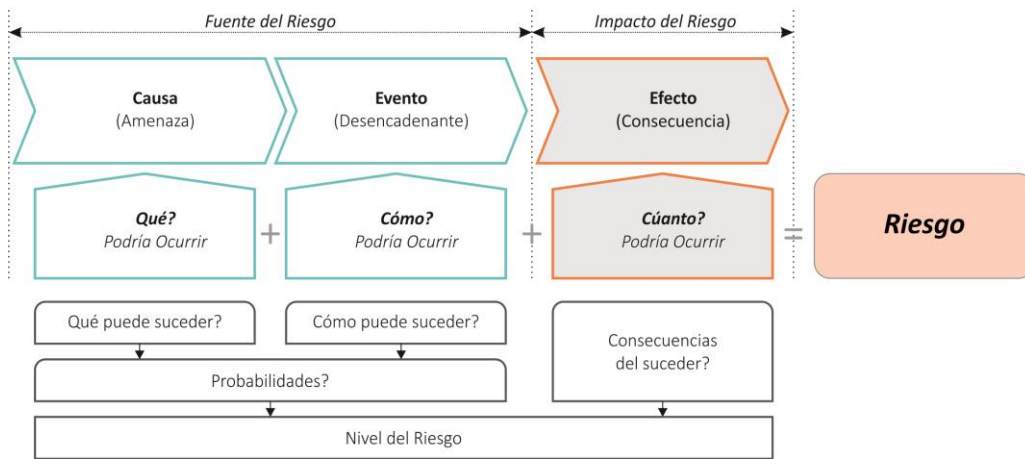 Fuente del Riesgo
Impacto del Riesgo
Causa
(Amenaza)
Evento
(Desencadenante)
Efecto
(Consecuencia)
Qué?
Podría Ocurrir
+
Cómo?
Podría Ocurrir
+
Cúanto?
Podría Ocurrir
=
Riesgo
Qué puede suceder?
Cómo puede suceder?
Consecuencias
del suceder?
Probabilidades?
Nivel del Riesgo